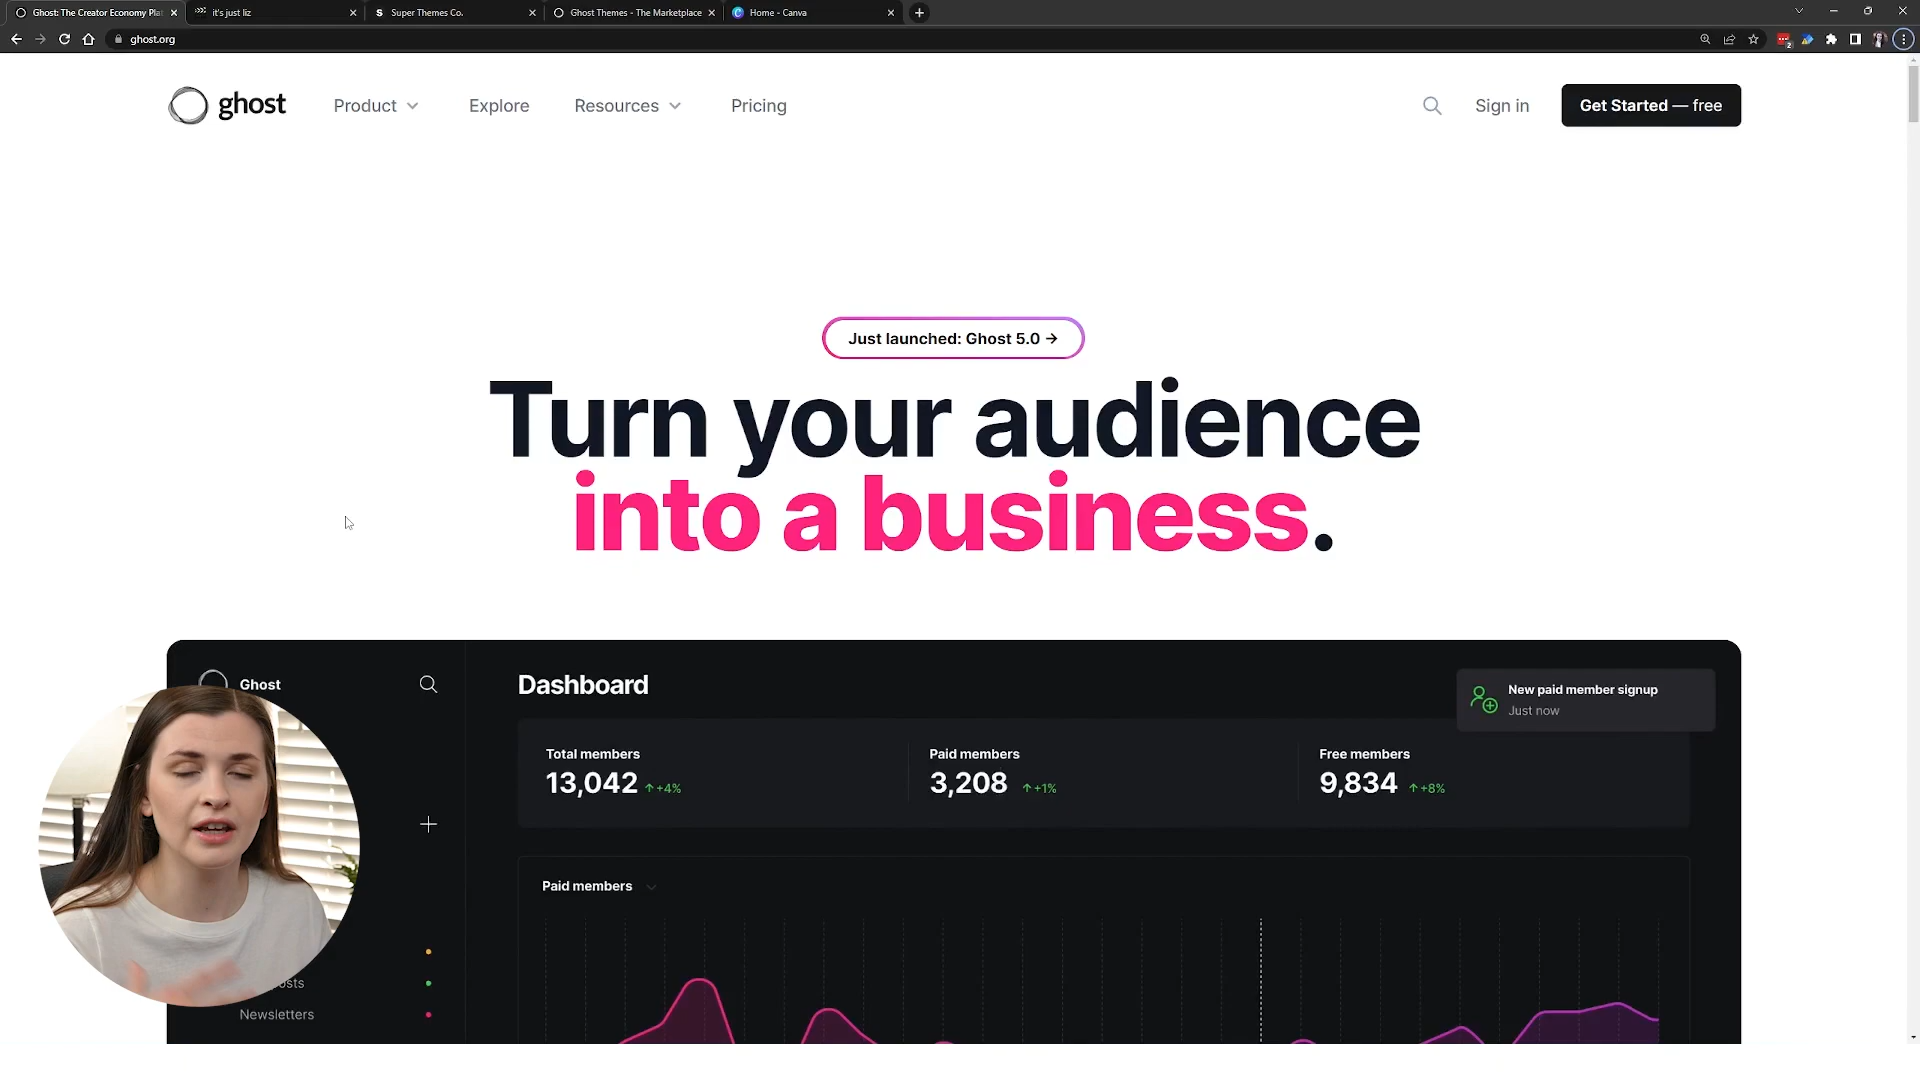 Ghost: The Creator Economy Plat
it's just liz
Super Themes Co.
Ghost Themes - The Marketplace
Home - Canva
ghost.org
ghost
Product
Explore
Resources
Pricing
Sign in
Get Started — free
Just launched: Ghost 5.0 →
Turn your audience
into a business.
Ghost
Dashboard
New paid member signup
Just now
Total members
13,042
+4%
Paid members
3,208
+1%
Free members
9,834
+8%
Paid members
Newsletters